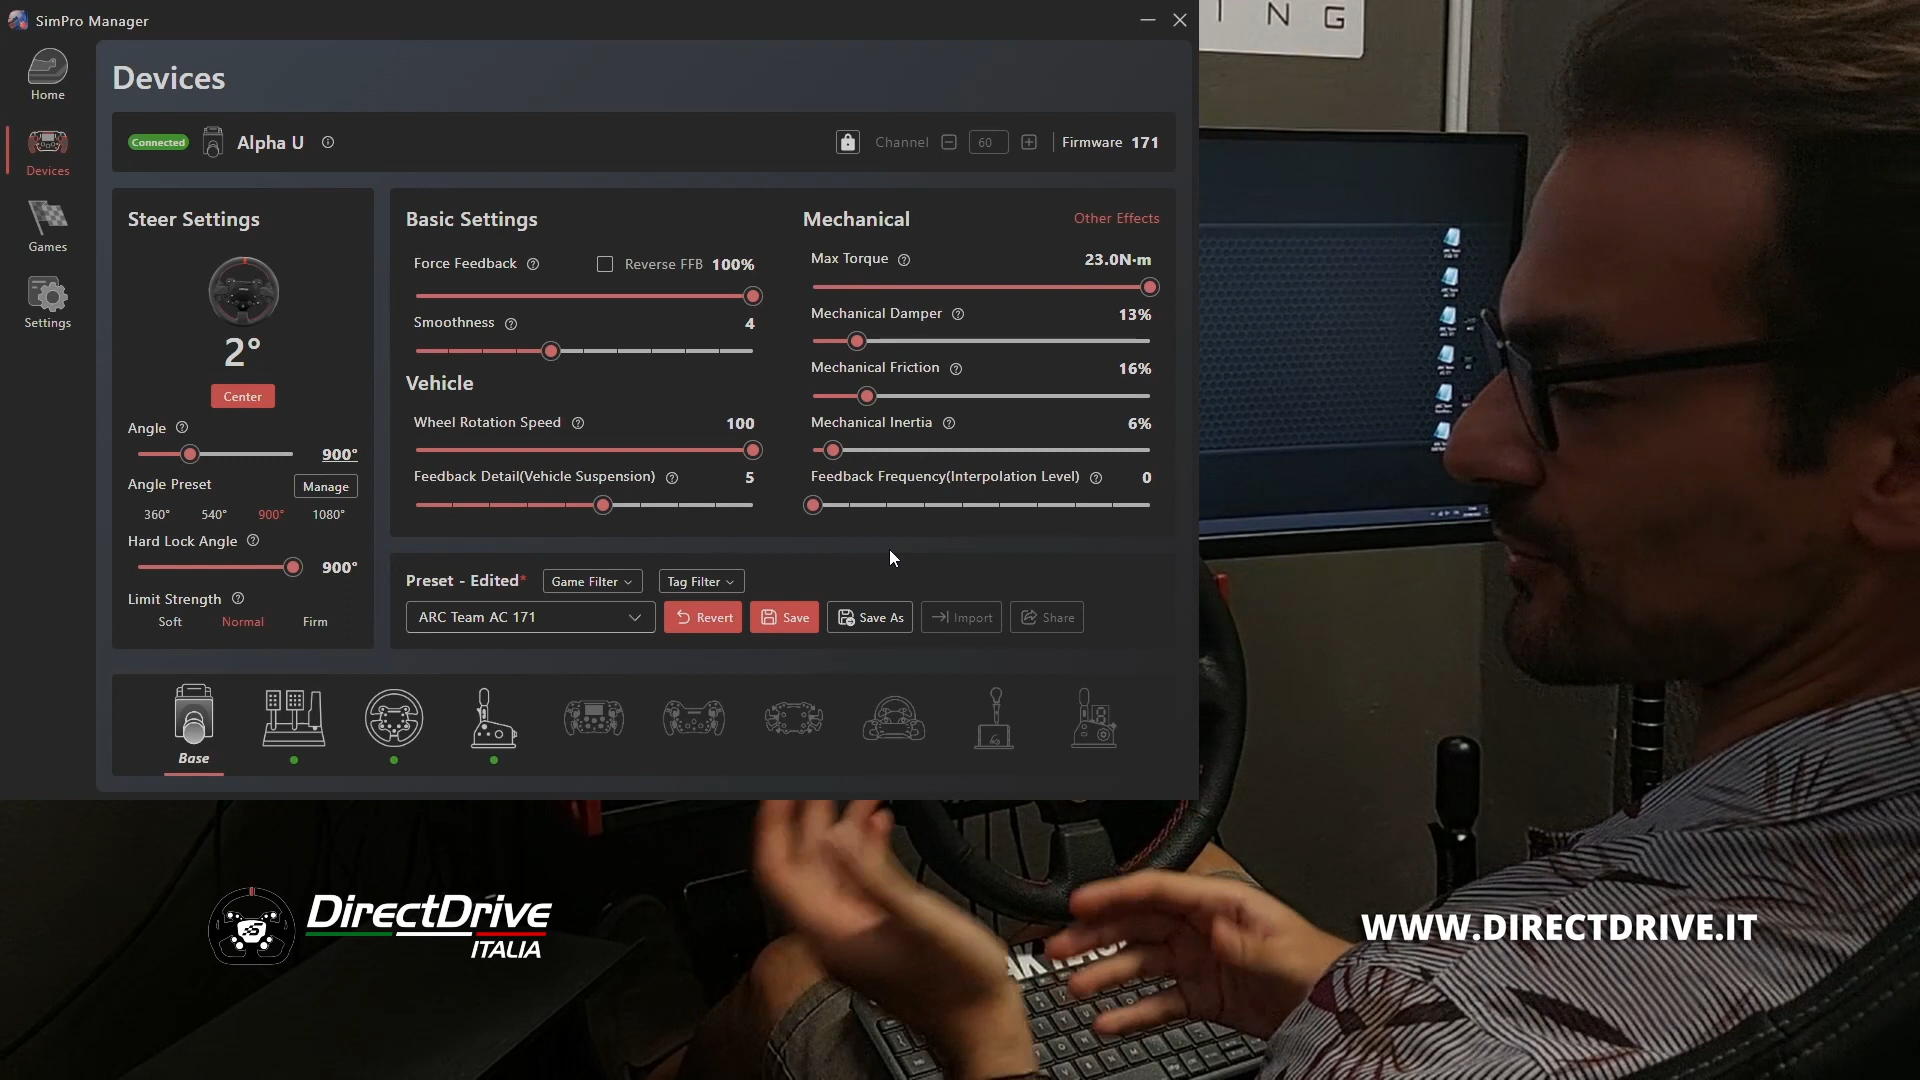 SimPro Manager
I N G
Home
Devices
Games
Settings
Devices
Connected
Alpha U
Channel
60
Firmware 171
Steer Settings
2°
Center
Angle
900°
Angle Preset
Manage
360°
540°
900°
1080°
Hard Lock Angle
900°
Limit Strength
Soft
Normal
Firm
Basic Settings
Force Feedback
Reverse FFB 100%
Smoothness
4
Vehicle
Wheel Rotation Speed
100
Feedback Detail(Vehicle Suspension)
5
Mechanical
Other Effects
Max Torque
23.0N·m
Mechanical Damper
13%
Mechanical Friction
16%
Mechanical Inertia
6%
Feedback Frequency(Interpolation Level)
0
Preset - Edited*
Game Filter
Tag Filter
ARC Team AC 171
Revert
Save
Save As
Import
Share
Base
DirectDrive
ITALIA
WWW.DIRECTDRIVE.IT